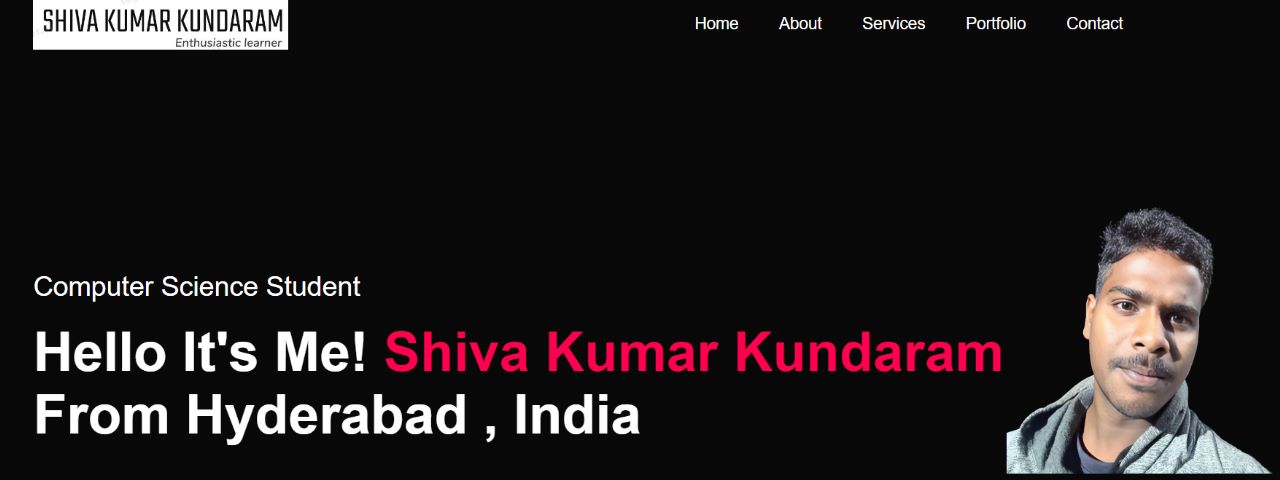 SHIVA KUMAR KUNDARAM
Enthusiastic learner
Home About Services Portfolio Contact
Computer Science Student
Hello It's Me! Shiva Kumar Kundaram
From Hyderabad , India